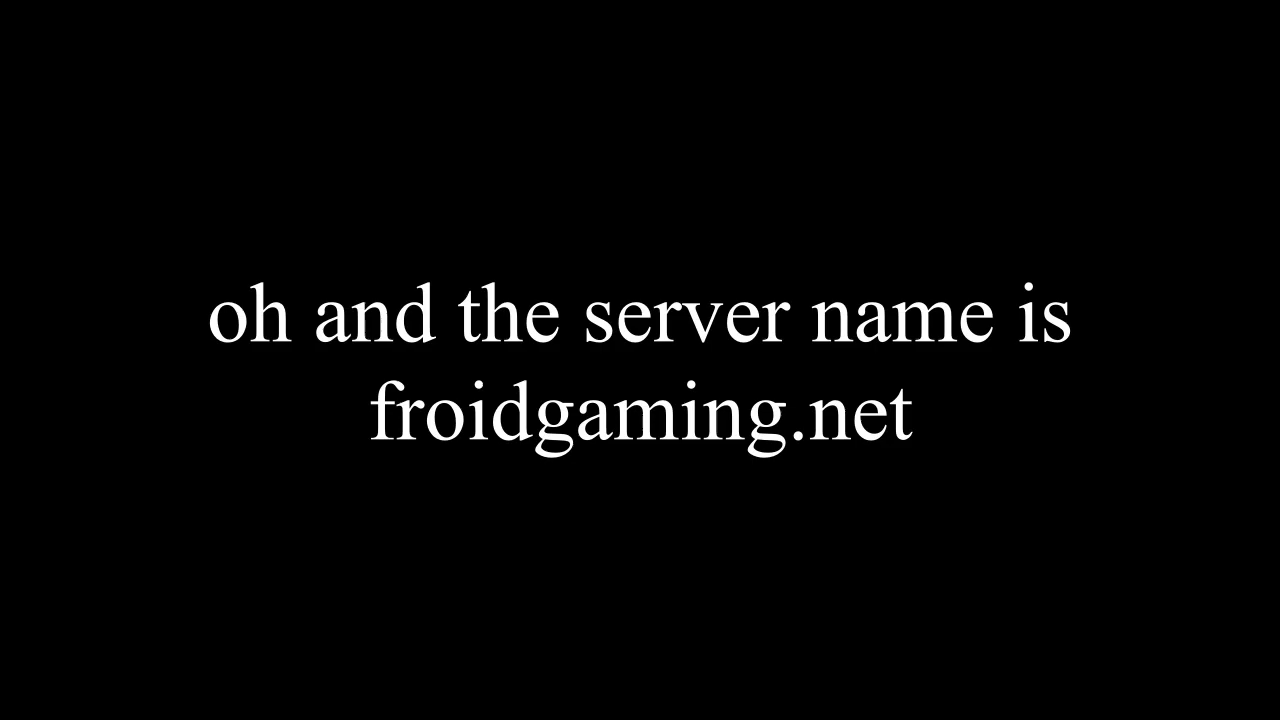 oh and the server name is
froidgaming.net